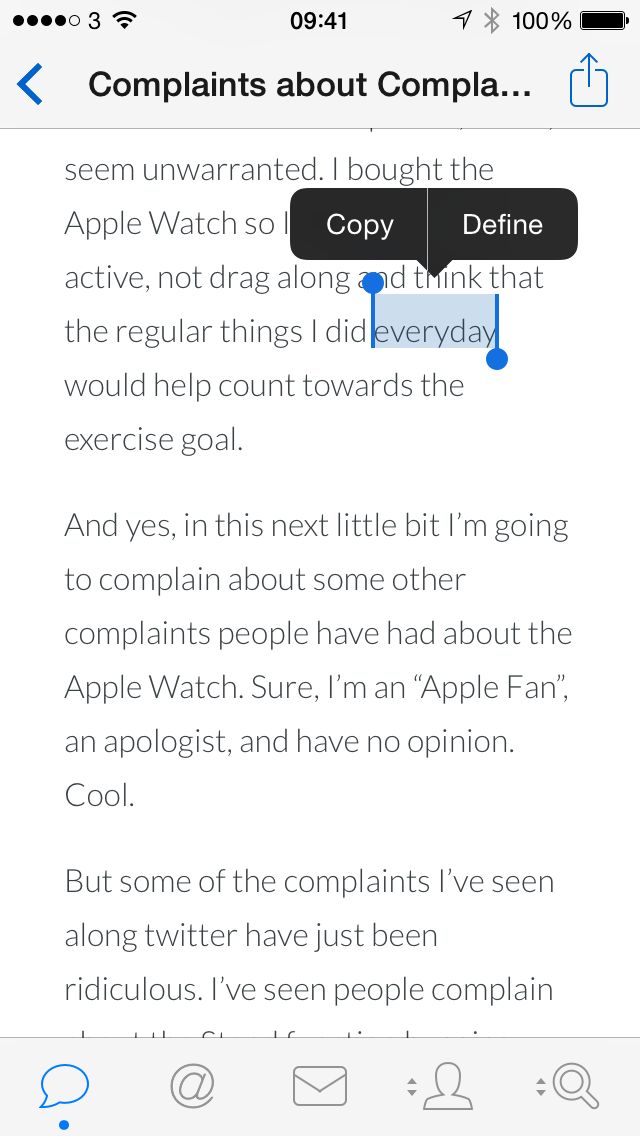 3 09:41 100%
Complaints about Compla...
seem unwarranted. I bought the
Apple Watch so I
Copy Define
active, not drag along and think that
the regular things I did everyday
would help count towards the
exercise goal.
And yes, in this next little bit I’m going
to complain about some other
complaints people have had about the
Apple Watch. Sure, I’m an “Apple Fan”,
an apologist, and have no opinion.
Cool.
But some of the complaints I’ve seen
along twitter have just been
ridiculous. I’ve seen people complain
about the Stand function
@